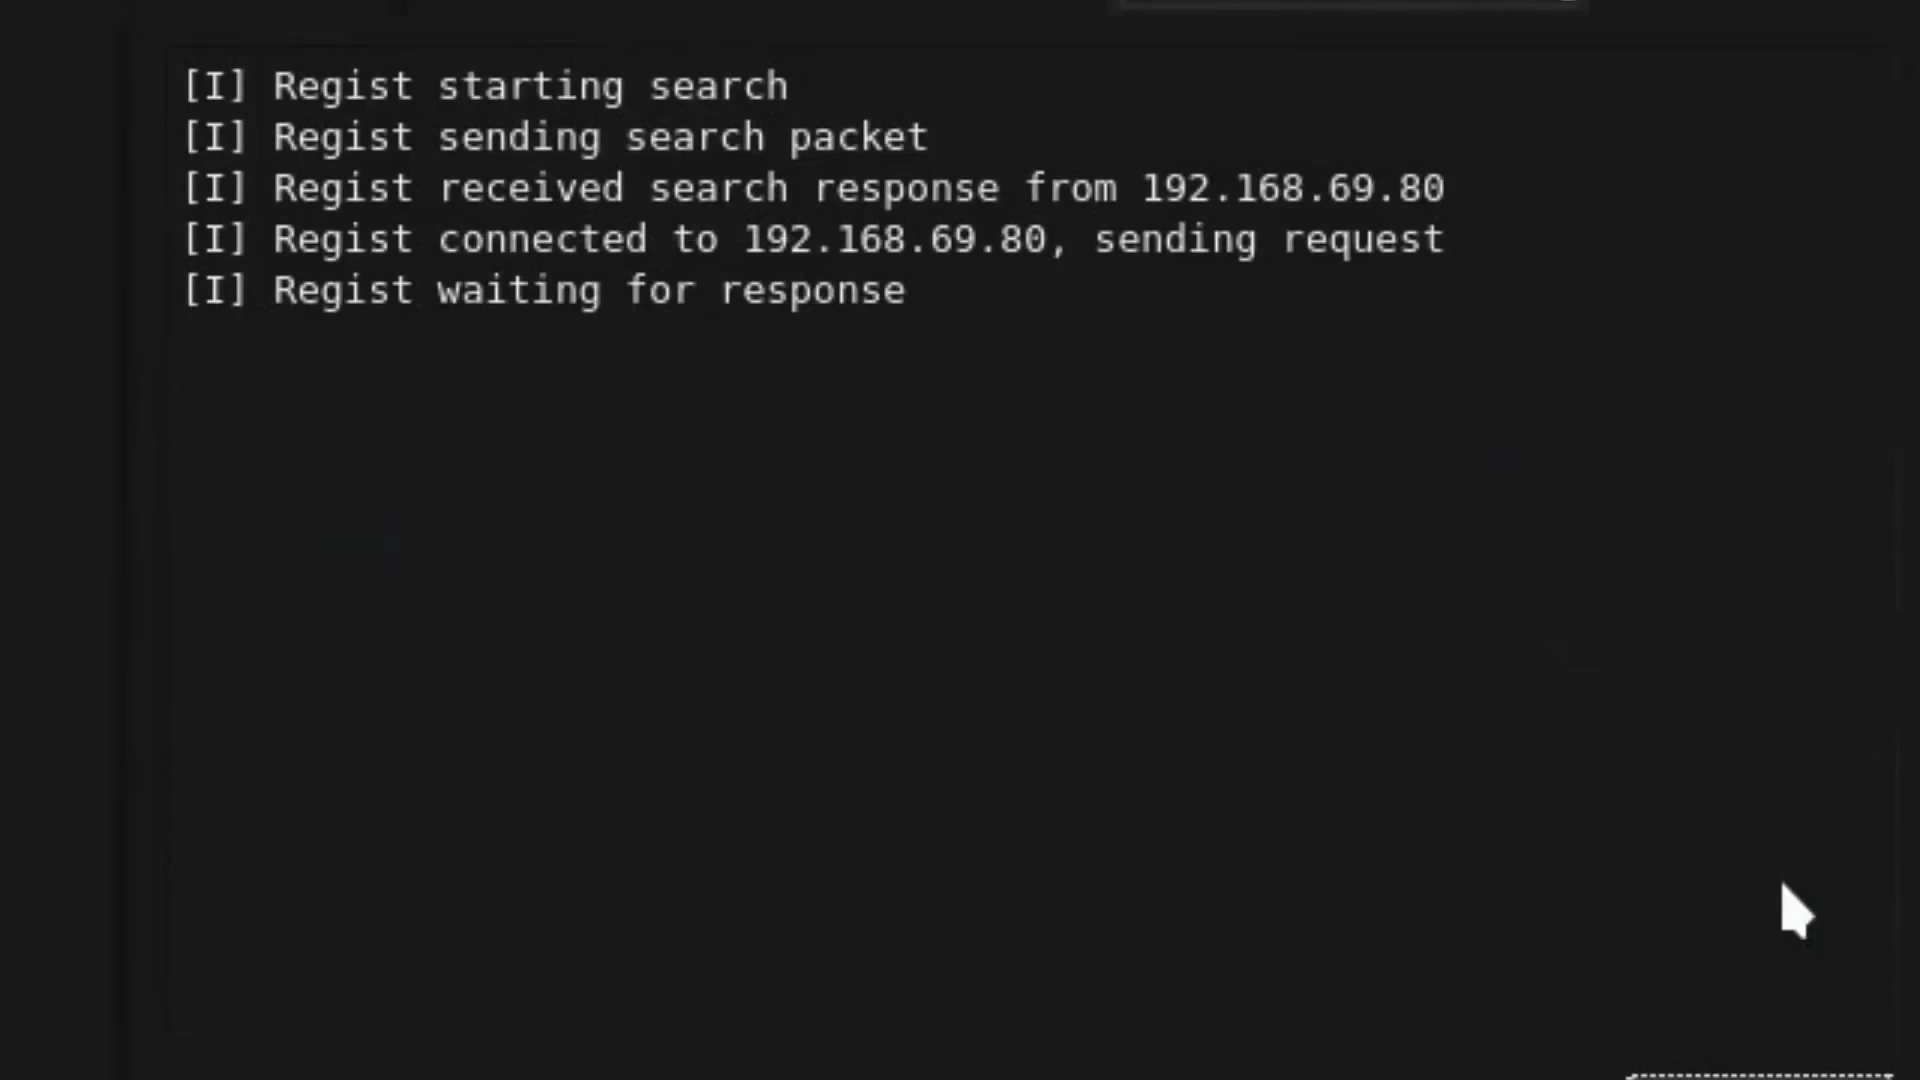 [I] Regist starting search
[I] Regist sending search packet
[I] Regist received search response from 192.168.69.80
[I] Regist connected to 192.168.69.80, sending request
[I] Regist waiting for response